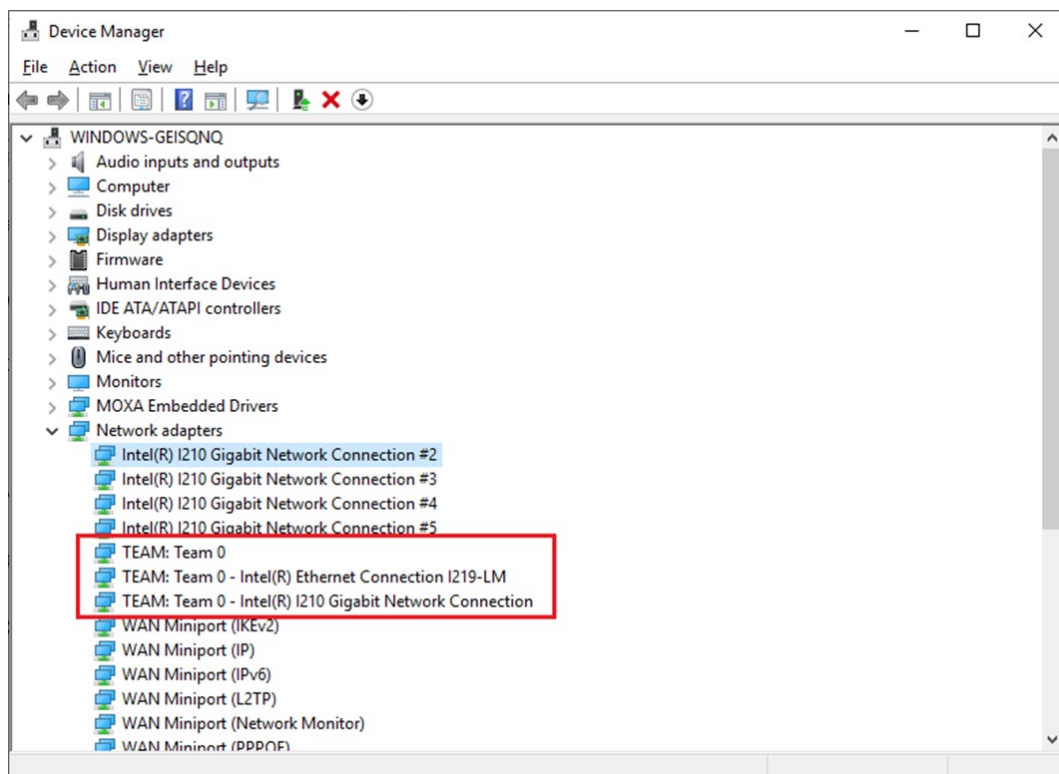 Device Manager
File Action View Help
WINDOWS-GEISQNQ
Audio inputs and outputs
Computer
Disk drives
Display adapters
Firmware
Human Interface Devices
IDE ATA/ATAPI controllers
Keyboards
Mice and other pointing devices
Monitors
MOXA Embedded Drivers
Network adapters
Intel(R) I210 Gigabit Network Connection #2
Intel(R) I210 Gigabit Network Connection #3
Intel(R) I210 Gigabit Network Connection #4
Intel(R) I210 Gigabit Network Connection #5
TEAM: Team 0
TEAM: Team 0 - Intel(R) Ethernet Connection I219-LM
TEAM: Team 0 - Intel(R) I210 Gigabit Network Connection
WAN Miniport (IKEv2)
WAN Miniport (IP)
WAN Miniport (IPv6)
WAN Miniport (L2TP)
WAN Miniport (Network Monitor)
WAN Miniport (PPPOE)